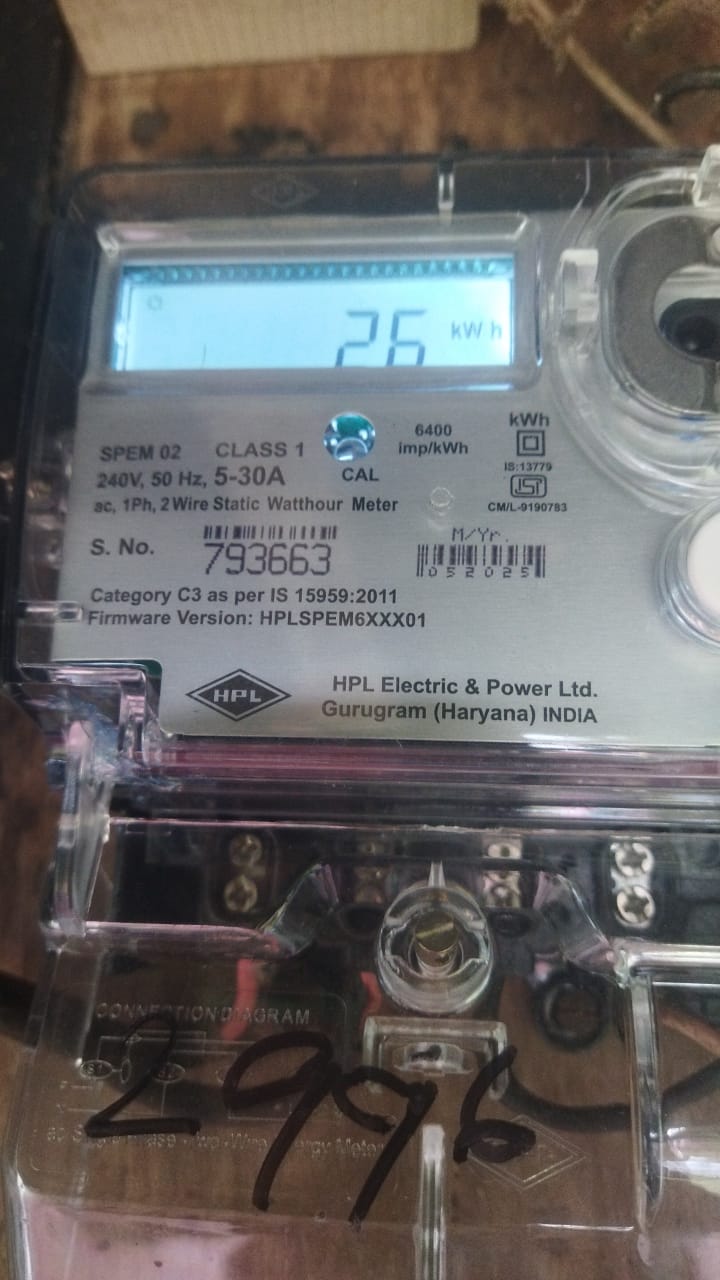 26 kWh
SPEM 02 CLASS 1
240V, 50 Hz, 5-30A
ac, 1Ph, 2 Wire Static Watthour Meter
CAL
6400
imp/kWh
kWh
IS:13779
ISI
CM/L-9190783
S. No. 793663
M/Yr.
052025
Category C3 as per IS 15959:2011
Firmware Version: HPLSPEM6XXX01
HPL
HPL Electric & Power Ltd.
Gurugram (Haryana) INDIA
CONNECTION DIAGRAM
2996